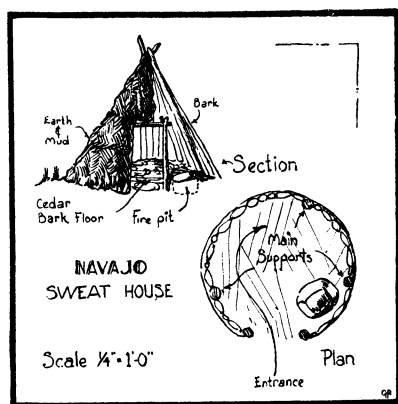 Bark
Earth
&
Mud
Section
Cedar
Bark Floor
Fire pit
Main
Supports
NAVAJO
SWEAT HOUSE
Scale 1/4" = 1'-0"
Plan
Entrance